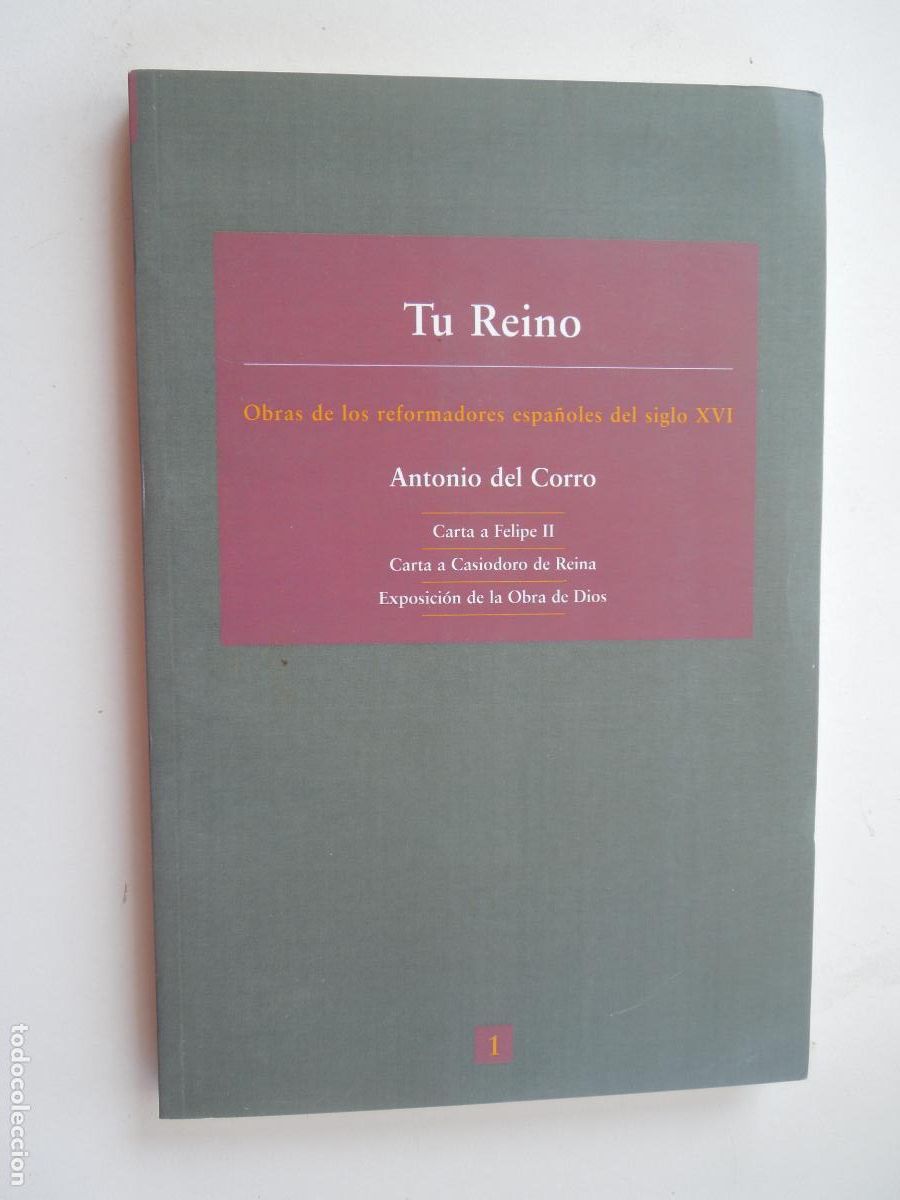 Tu Reino
Obras de los reformadores españoles del siglo XVI
Antonio del Corro
Carta a Felipe II
Carta a Casiodoro de Reina
Exposición de la Obra de Dios
1
todocoleccion